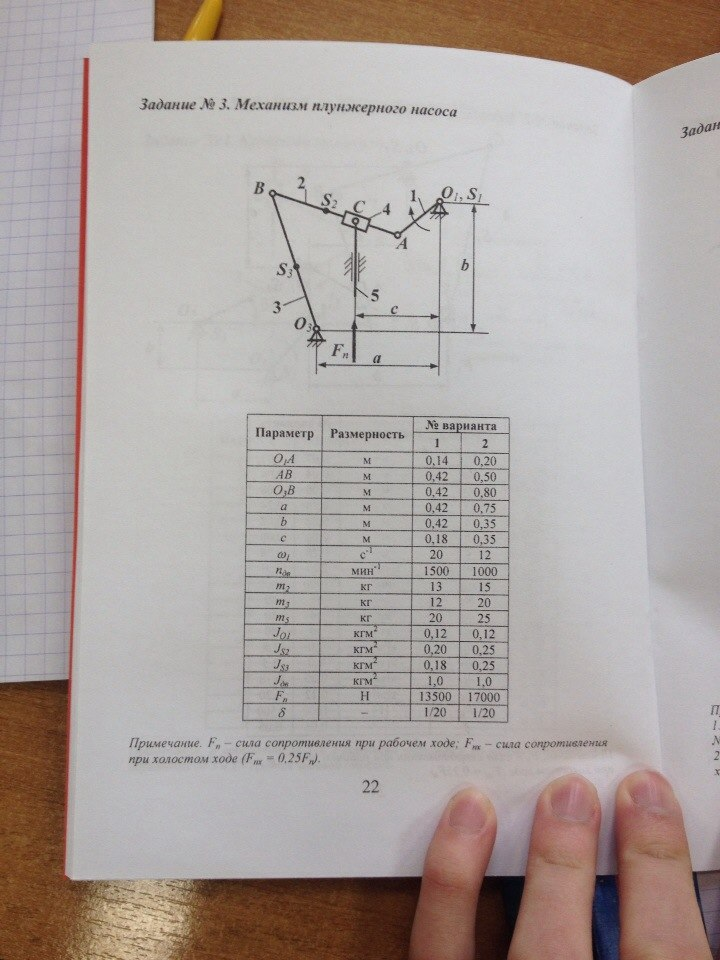 Задание № 3. Механизм плунжерного насоса
Задан
B 2 S2 C 4 1 O1, S1
A
S3 5 b
3 c
O3
Fп a
Параметр Размерность № варианта
1 2
O1A м 0,14 0,20
AB м 0,42 0,50
O3B м 0,42 0,80
a м 0,42 0,75
b м 0,42 0,35
c м 0,18 0,35
ω1 с-1 20 12
nдв мин-1 1500 1000
m2 кг 13 15
m3 кг 12 20
m5 кг 20 25
JO1 кгм2 0,12 0,12
JS2 кгм2 0,20 0,25
JS3 кгм2 0,18 0,25
Jдв кгм2 1,0 1,0
Fп Н 13500 17000
δ – 1/20 1/20
Примечание. Fп – сила сопротивления при рабочем ходе; Fпх – сила сопротивления
при холостом ходе (Fпх = 0,25Fп).
22